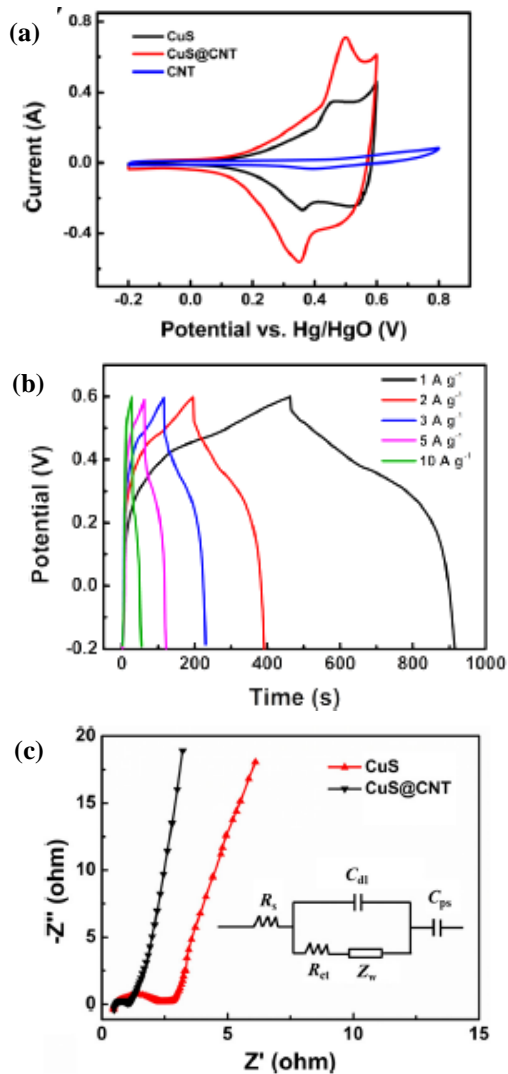 (a)
0.8
0.4
0.0
-0.4
Current (A)
CuS
CuS@CNT
CNT
-0.2 0.0 0.2 0.4 0.6 0.8
Potential vs. Hg/HgO (V)
(b)
0.6
0.4
0.2
0.0
-0.2
Potential (V)
1 A g⁻¹
2 A g⁻¹
3 A g⁻¹
5 A g⁻¹
10 A g⁻¹
0 200 400 600 800 1000
Time (s)
(c)
20
15
10
5
0
-Z'' (ohm)
CuS
CuS@CNT
Rs
Cdl
Cps
Rct
Zw
0 5 10 15
Z' (ohm)